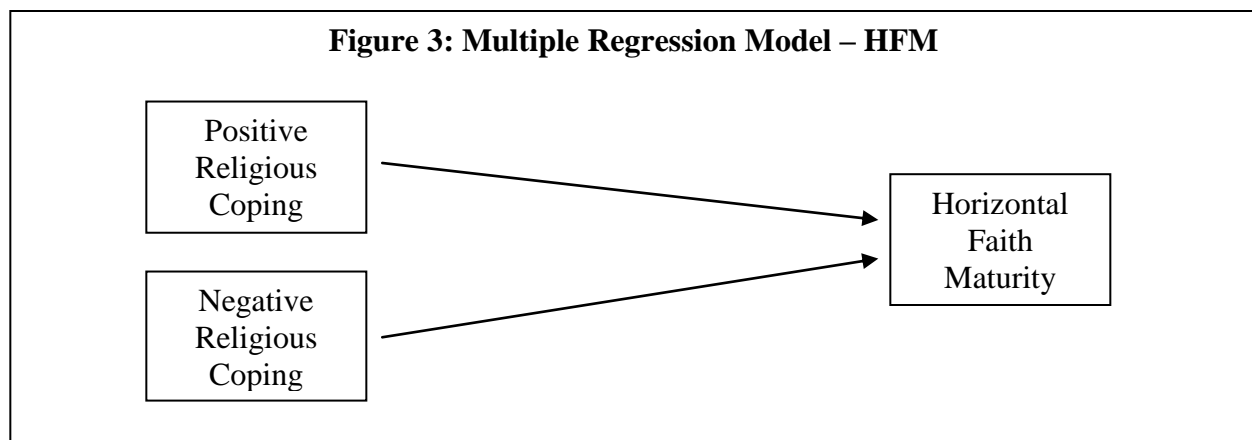 Figure 3: Multiple Regression Model – HFM
Positive
Religious
Coping
Negative
Religious
Coping
Horizontal
Faith
Maturity